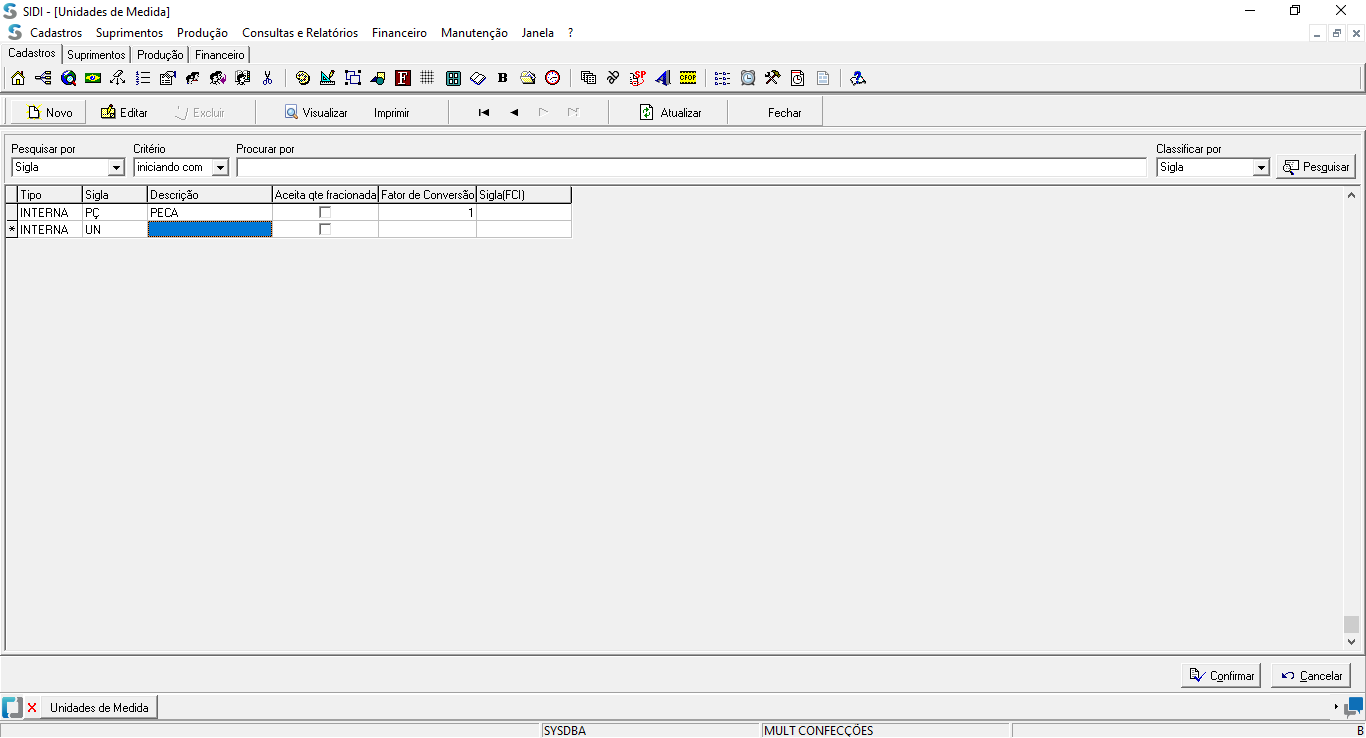 SIDI - [Unidades de Medida]
Cadastros Suprimentos Produção Consultas e Relatórios Financeiro Manutenção Janela ?
Cadastros Suprimentos Produção Financeiro
F B SP CFOP
Novo Editar Excluir Visualizar Imprimir Atualizar Fechar
Pesquisar por Critério Procurar por Classificar por
Sigla iniciando com Sigla Pesquisar
Tipo Sigla Descrição Aceita qte fracionada Fator de Conversão Sigla(FCI)
INTERNA PÇ PECA 1
* INTERNA UN
Confirmar Cancelar
Unidades de Medida
SYSDBA MULT CONFECÇÕES B